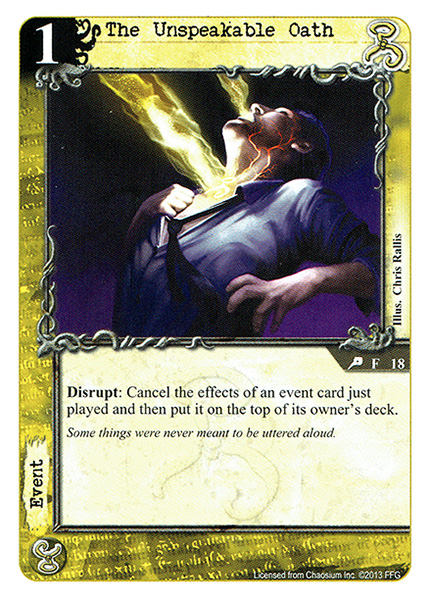 1
The Unspeakable Oath
Illus. Chris Rallis
F 18
Disrupt: Cancel the effects of an event card just
played and then put it on the top of its owner's deck.
Some things were never meant to be uttered aloud.
Event
Licensed from Chaosium Inc. ©2013 FFG